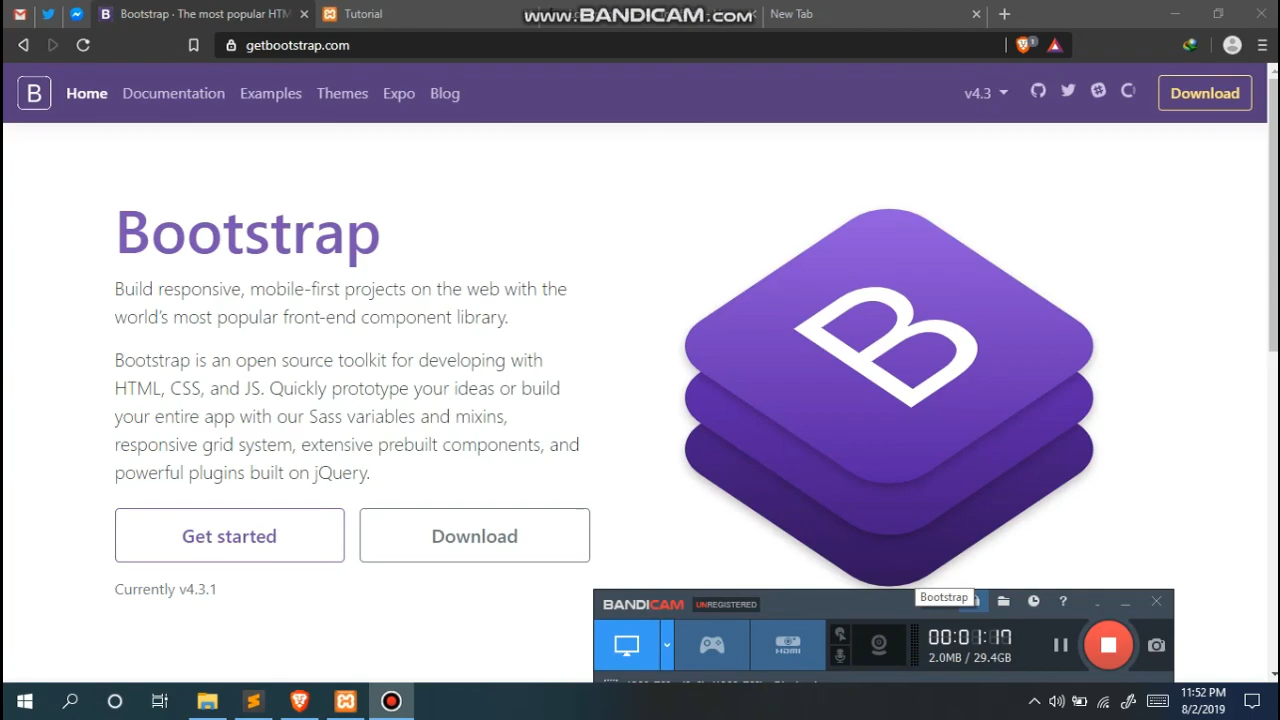 Bootstrap · The most popular HTM
Tutorial
www.BANDICAM.com
New Tab
getbootstrap.com
1
B
Home
Documentation
Examples
Themes
Expo
Blog
v4.3
Download
Bootstrap
Build responsive, mobile-first projects on the web with the
world's most popular front-end component library.
Bootstrap is an open source toolkit for developing with
HTML, CSS, and JS. Quickly prototype your ideas or build
your entire app with our Sass variables and mixins,
responsive grid system, extensive prebuilt components, and
powerful plugins built on jQuery.
Get started
Download
Currently v4.3.1
B
Bootstrap
BANDICAM
UNREGISTERED
HDMI
00:01:17
2.0MB / 29.4GB
11:52 PM
8/2/2019